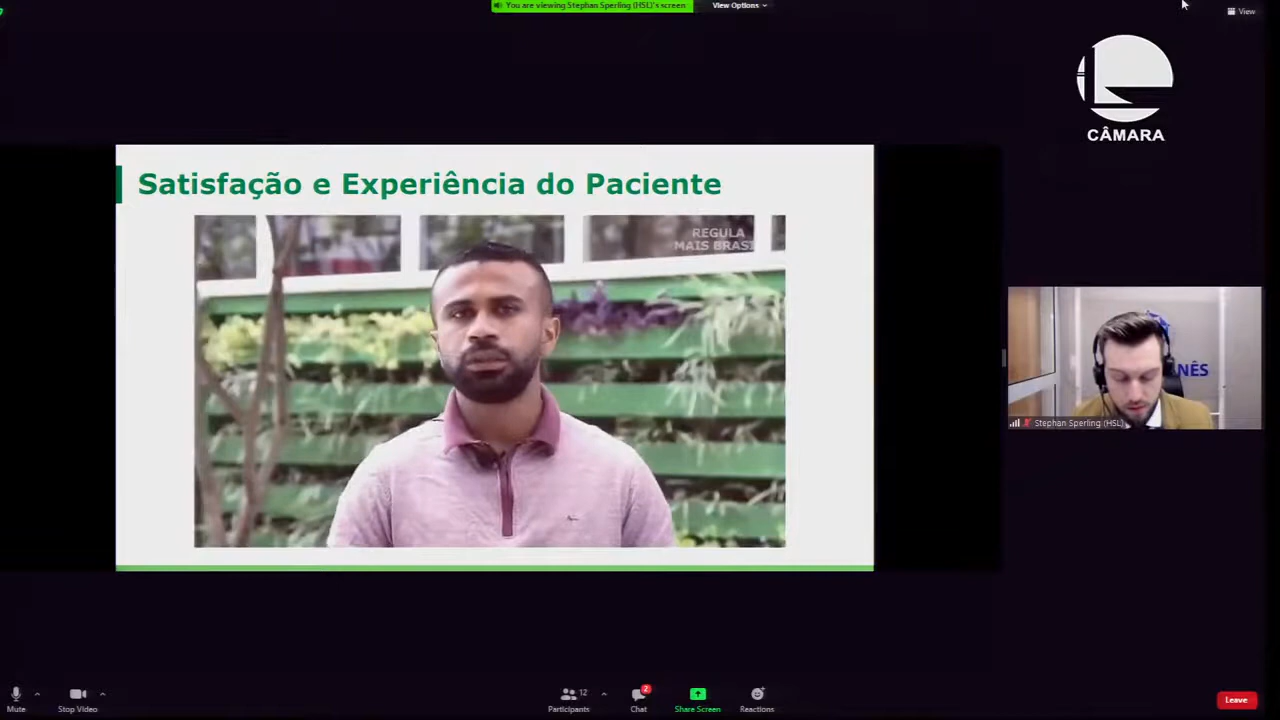 You are viewing Stephan Sperling (HSL)'s screen
View Options
View
CÂMARA
Satisfação e Experiência do Paciente
REGULA
MAIS BRASI
NÊS
Stephan Sperling (HSL)
12
2
Mute
Stop Video
Participants
Chat
Share Screen
Reactions
Leave